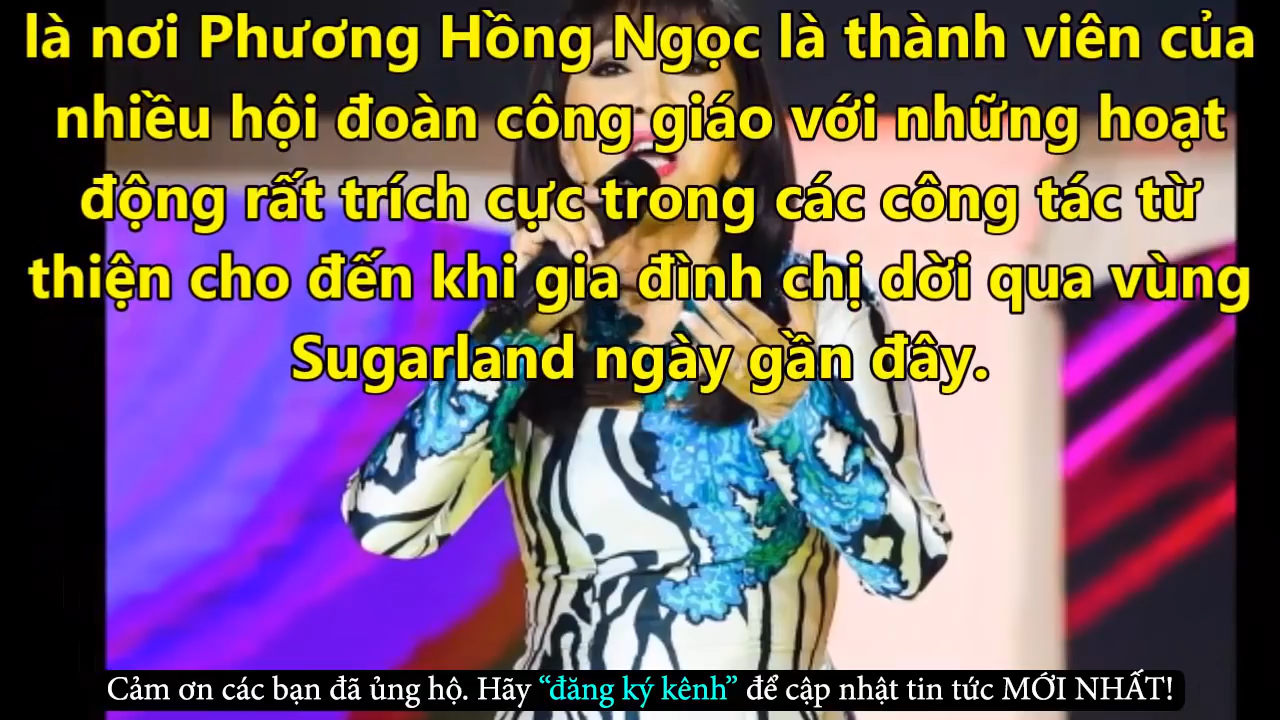 là nơi Phương Hồng Ngọc là thành viên của
nhiều hội đoàn công giáo với những hoạt
động rất trích cực trong các công tác từ
thiện cho đến khi gia đình chị dời qua vùng
Sugarland ngày gần đây.
Cảm ơn các bạn đã ủng hộ. Hãy “đăng ký kênh” để cập nhật tin tức MỚI NHẤT!